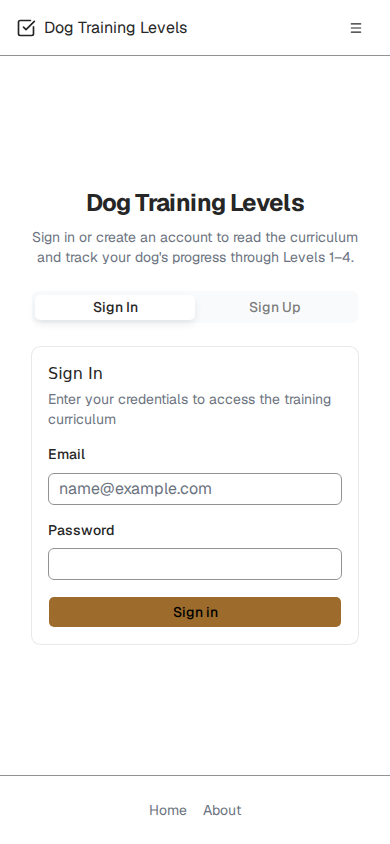 Dog Training Levels
Dog Training Levels
Sign in or create an account to read the curriculum
and track your dog's progress through Levels 1–4.
Sign In
Sign Up
Sign In
Enter your credentials to access the training
curriculum
Email
name@example.com
Password
Sign in
Home
About